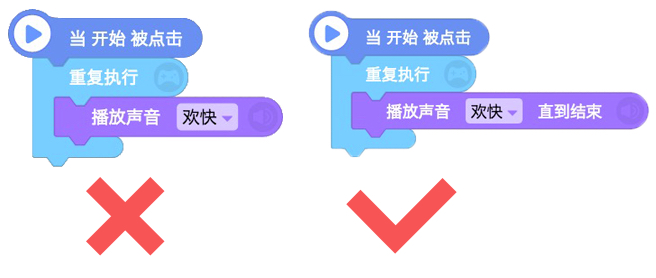 当 开始 被点击
重复执行
播放声音 欢快
当 开始 被点击
重复执行
播放声音 欢快 直到结束